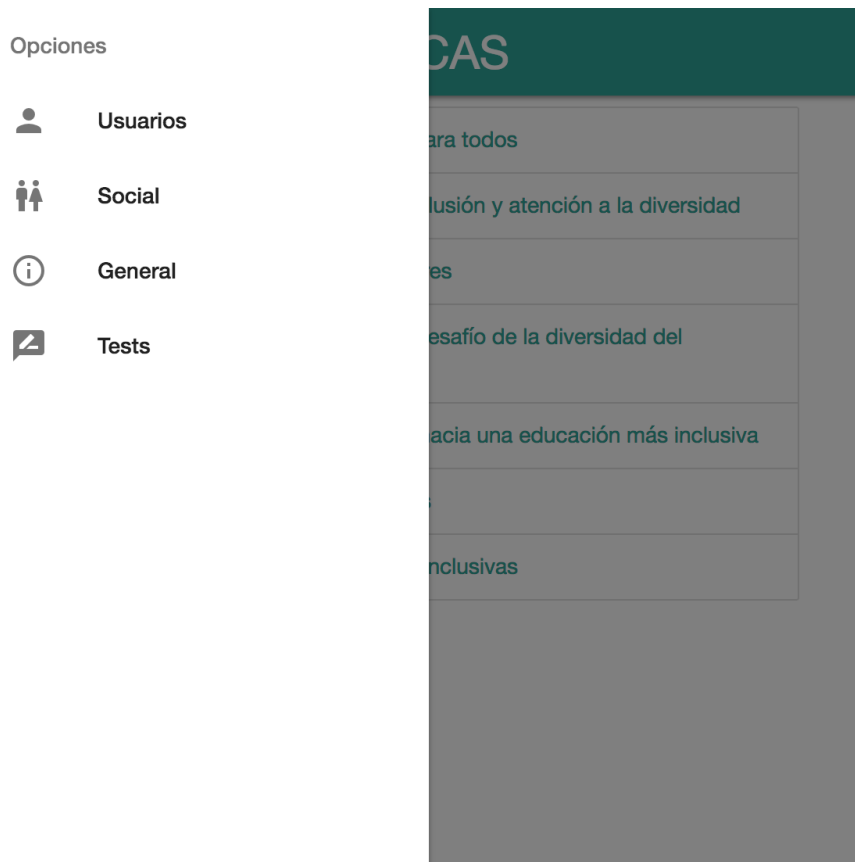 Opciones
Usuarios
Social
General
Tests
CAS
ara todos
lusión y atención a la diversidad
es
esafío de la diversidad del
acia una educación más inclusiva
s
nclusivas